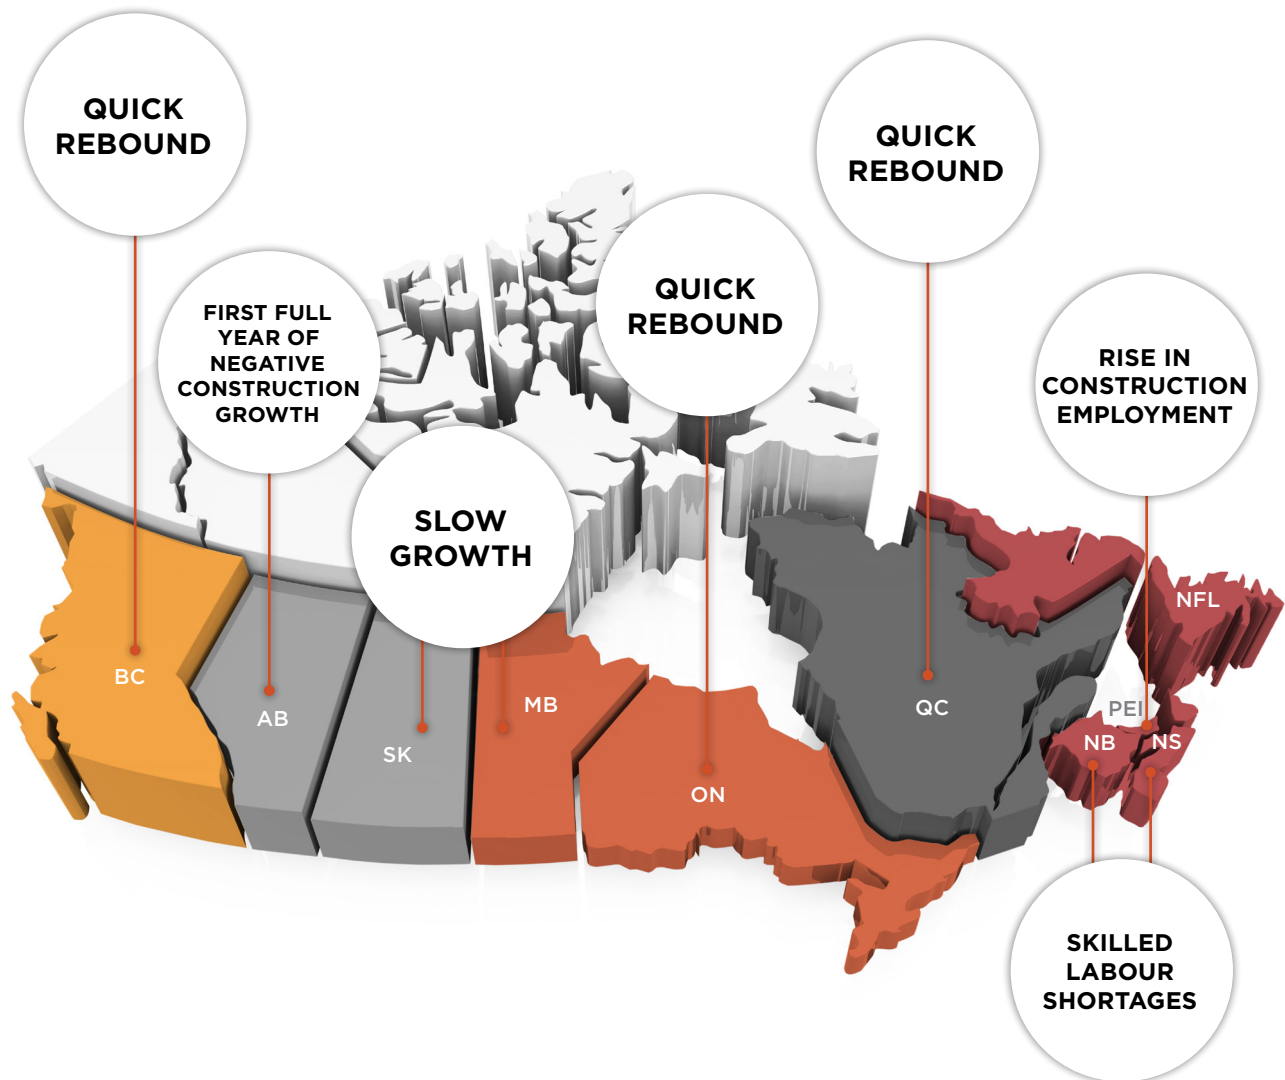 QUICK
REBOUND
QUICK
REBOUND
QUICK
REBOUND
FIRST FULL
YEAR OF
NEGATIVE
CONSTRUCTION
GROWTH
RISE IN
CONSTRUCTION
EMPLOYMENT
SLOW
GROWTH
NFL
BC
AB
SK
MB
ON
QC
PEI
NB
NS
SKILLED
LABOUR
SHORTAGES